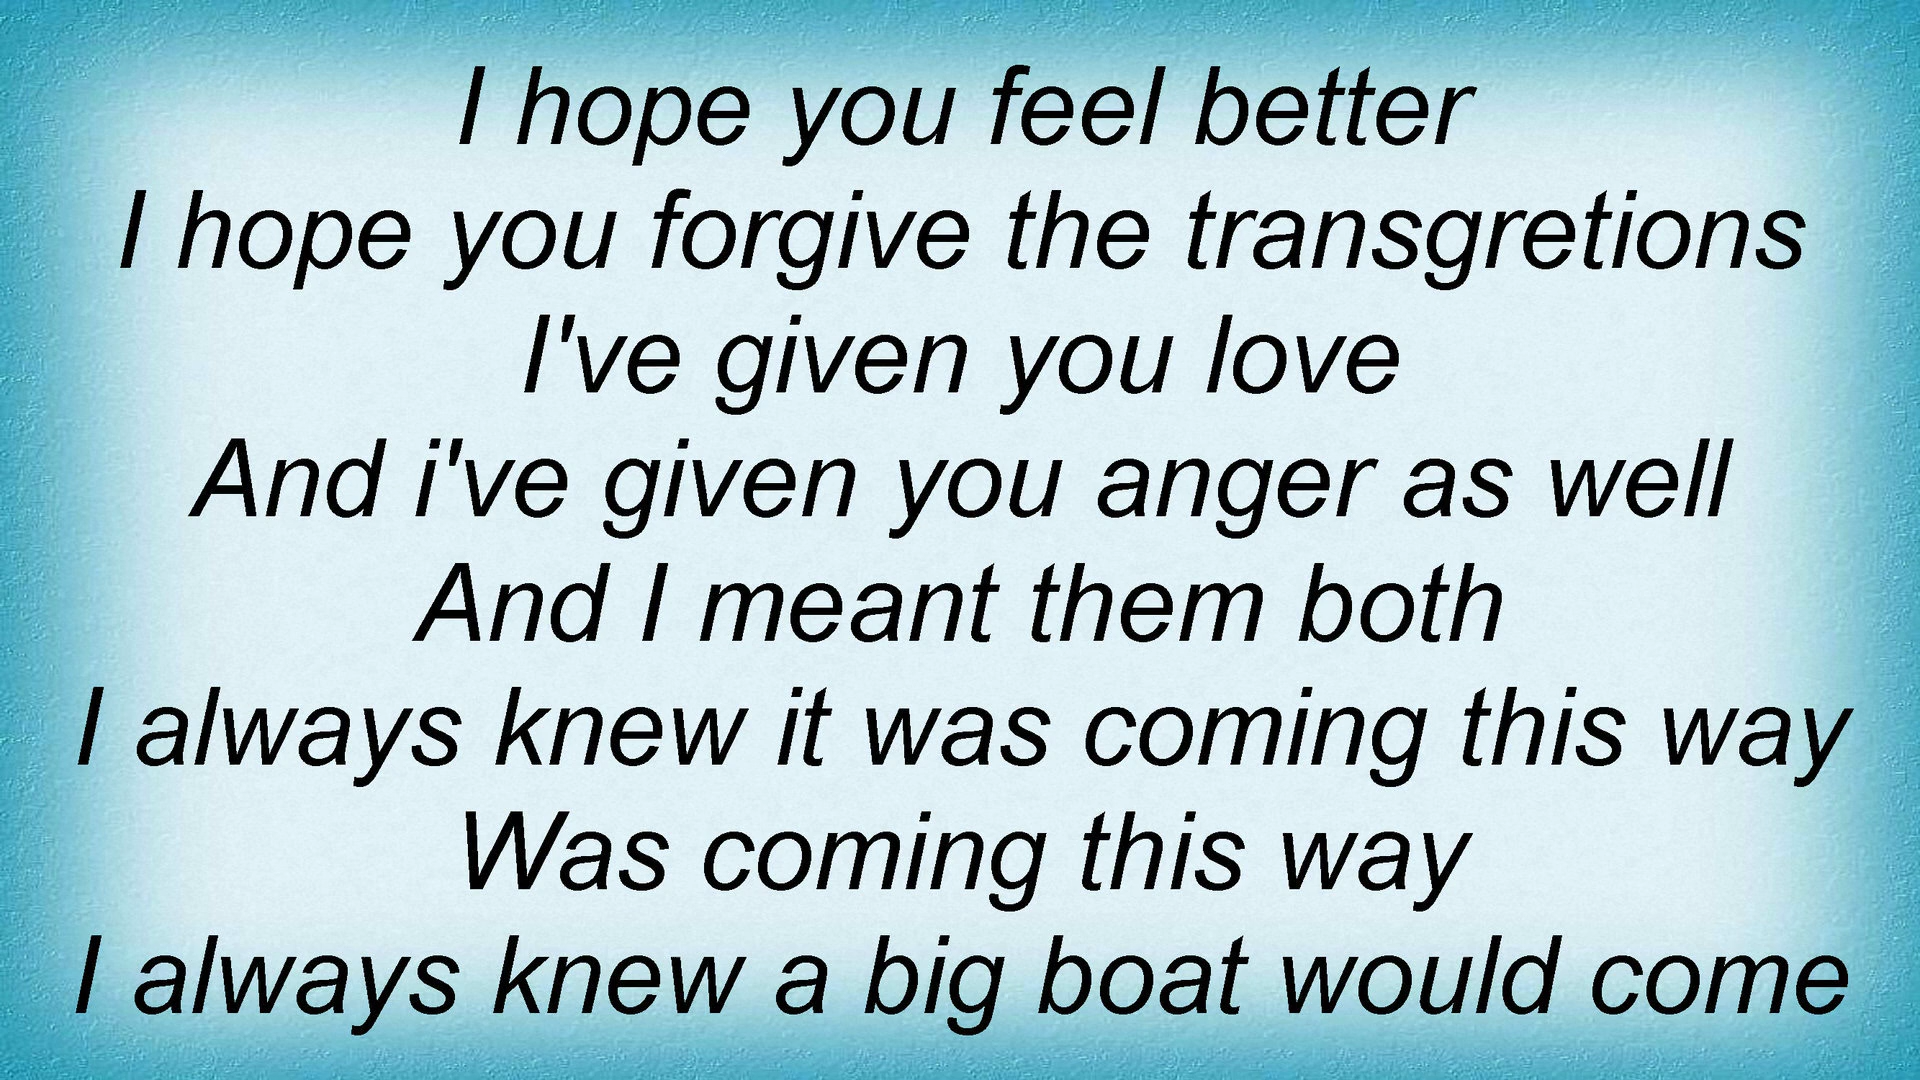 I hope you feel better
I hope you forgive the transgretions
I've given you love
And i've given you anger as well
And I meant them both
I always knew it was coming this way
Was coming this way
I always knew a big boat would come